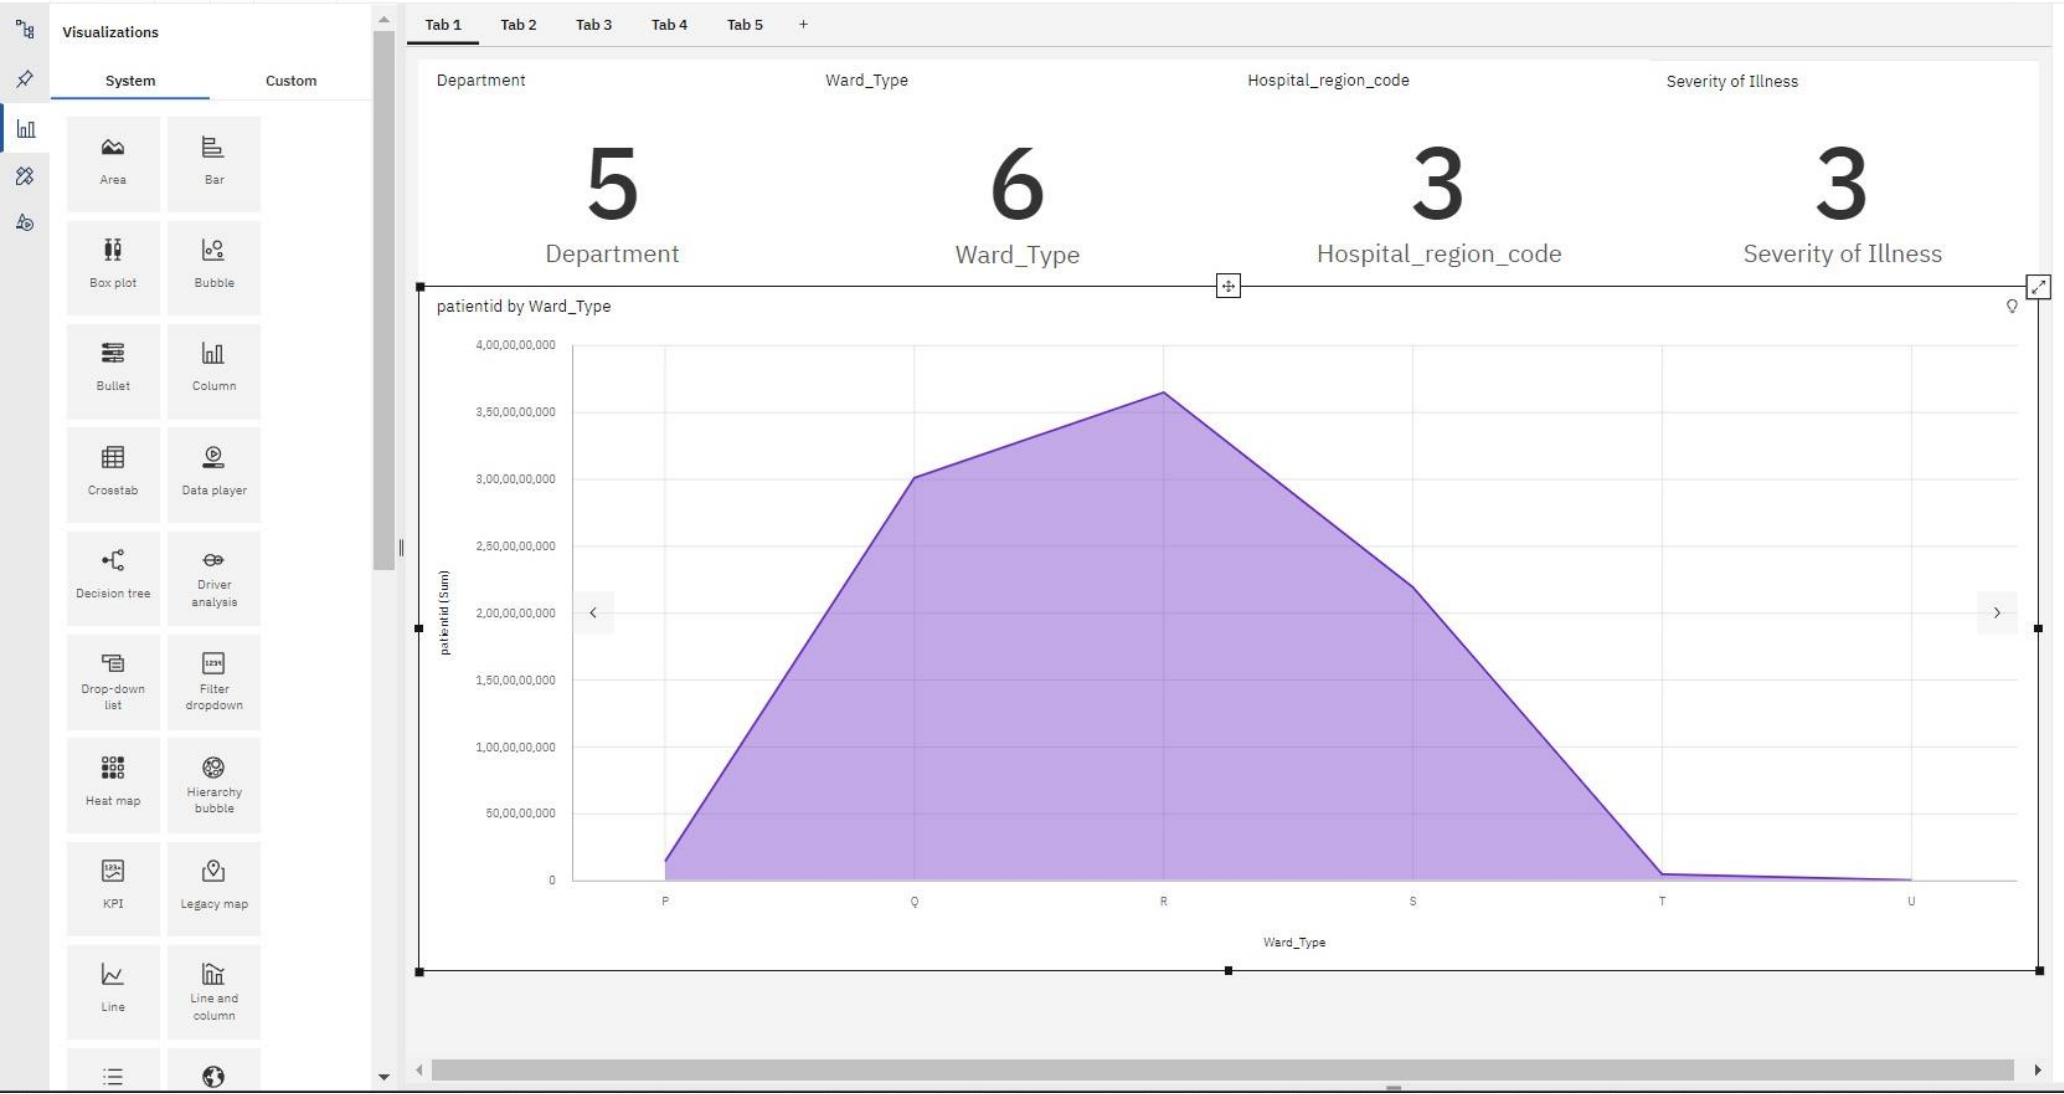 Visualizations
System
Custom
Area
Bar
Box plot
Bubble
Bullet
Column
Crosstab
Data player
Decision tree
Driver
analysis
Drop-down
list
Filter
dropdown
Heat map
Hierarchy
bubble
KPI
Legacy map
Line
Line and
column
Tab 1
Tab 2
Tab 3
Tab 4
Tab 5
+
Department
Ward_Type
Hospital_region_code
Severity of Illness
5
6
3
3
Department
Ward_Type
Hospital_region_code
Severity of Illness
patientid by Ward_Type
patientid (Sum)
4,00,00,00,000
3,50,00,00,000
3,00,00,00,000
2,50,00,00,000
2,00,00,00,000
1,50,00,00,000
1,00,00,00,000
50,00,00,000
0
P
Q
R
S
T
U
Ward_Type